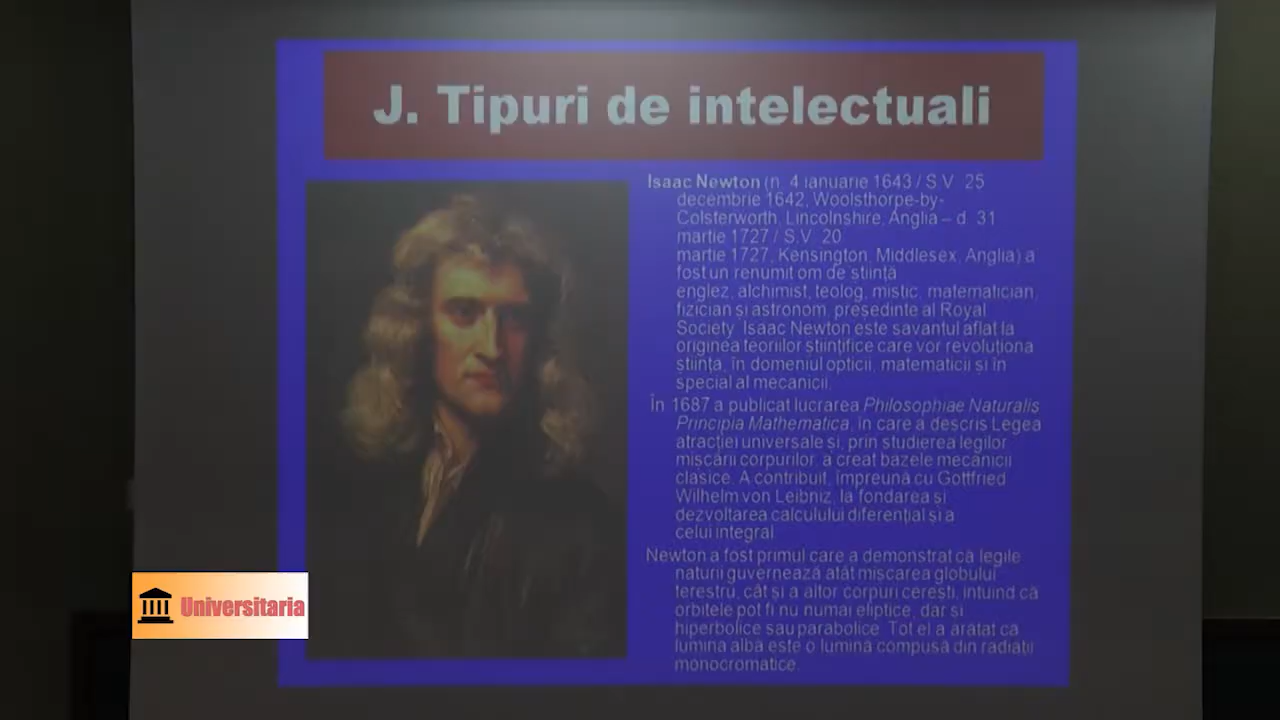 J. Tipuri de intelectuali
Isaac Newton (n. 4 ianuarie 1643 / S.V. 25
decembrie 1642, Woolsthorpe-by-
Colsterworth, Lincolnshire, Anglia – d. 31
martie 1727 / S.V. 20
martie 1727, Kensington, Middlesex, Anglia) a
fost un renumit om de știință
englez, alchimist, teolog, mistic, matematician,
fizician și astronom, președinte al Royal
Society. Isaac Newton este savantul aflat la
originea teoriilor științifice care vor revoluționa
știința, în domeniul opticii, matematicii și în
special al mecanicii.
În 1687 a publicat lucrarea Philosophiae Naturalis
Principia Mathematica, în care a descris Legea
atracției universale și, prin studierea legilor
mișcării corpurilor, a creat bazele mecanicii
clasice. A contribuit, împreună cu Gottfried
Wilhelm von Leibniz, la fondarea și
dezvoltarea calculului diferențial și a
celui integral.
Newton a fost primul care a demonstrat că legile
naturii guvernează atât mișcarea globului
terestru, cât și a altor corpuri cerești, intuind că
orbitele pot fi nu numai eliptice, dar și
hiperbolice sau parabolice. Tot el a arătat că
lumina albă este o lumină compusă din radiații
monocromatice.
Universitaria